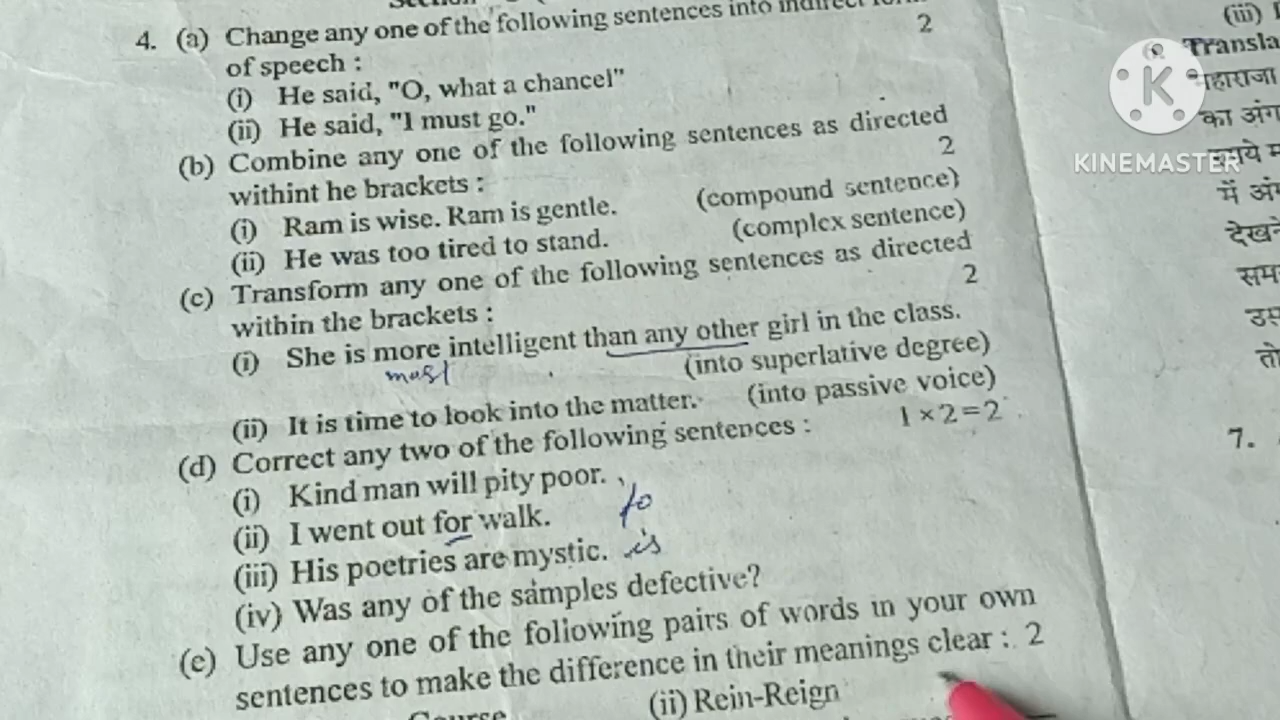 4. (a) Change any one of the following sentences into indirect
of speech : 2
(i) He said, "O, what a chance!"
(ii) He said, "I must go."
(b) Combine any one of the following sentences as directed
withint he brackets : 2
(i) Ram is wise. Ram is gentle. (compound sentence)
(ii) He was too tired to stand. (complex sentence)
(c) Transform any one of the following sentences as directed
within the brackets : 2
(i) She is more intelligent than any other girl in the class.
most (into superlative degree)
(ii) It is time to look into the matter. (into passive voice)
(d) Correct any two of the following sentences : 1 × 2 = 2
(i) Kind man will pity poor.
(ii) I went out for walk. to
(iii) His poetries are mystic. is
(iv) Was any of the samples defective?
(e) Use any one of the following pairs of words in your own
sentences to make the difference in their meanings clear : 2
(ii) Rein-Reign
(iii)
Transla
महाराजा
का अंग
में अं
देखने
सम
उस
तो
7.
K
KINEMASTER